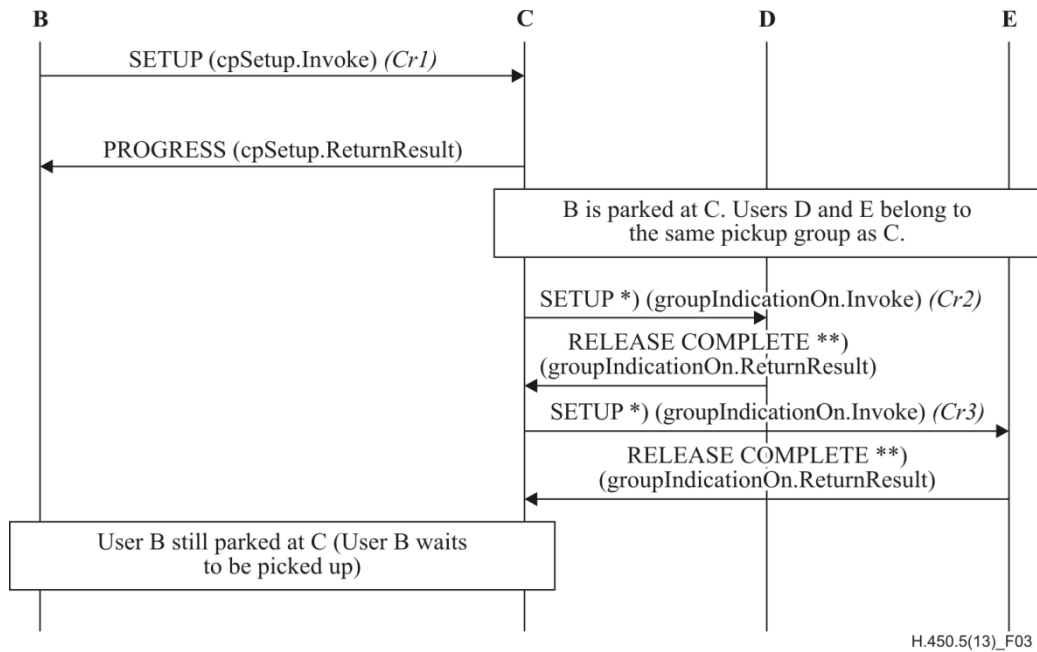 B C D E
SETUP (cpSetup.Invoke) (Cr1)
PROGRESS (cpSetup.ReturnResult)
B is parked at C. Users D and E belong to
the same pickup group as C.
SETUP *) (groupIndicationOn.Invoke) (Cr2)
RELEASE COMPLETE **)
(groupIndicationOn.ReturnResult)
SETUP *) (groupIndicationOn.Invoke) (Cr3)
RELEASE COMPLETE **)
(groupIndicationOn.ReturnResult)
User B still parked at C (User B waits
to be picked up)
H.450.5(13)_F03